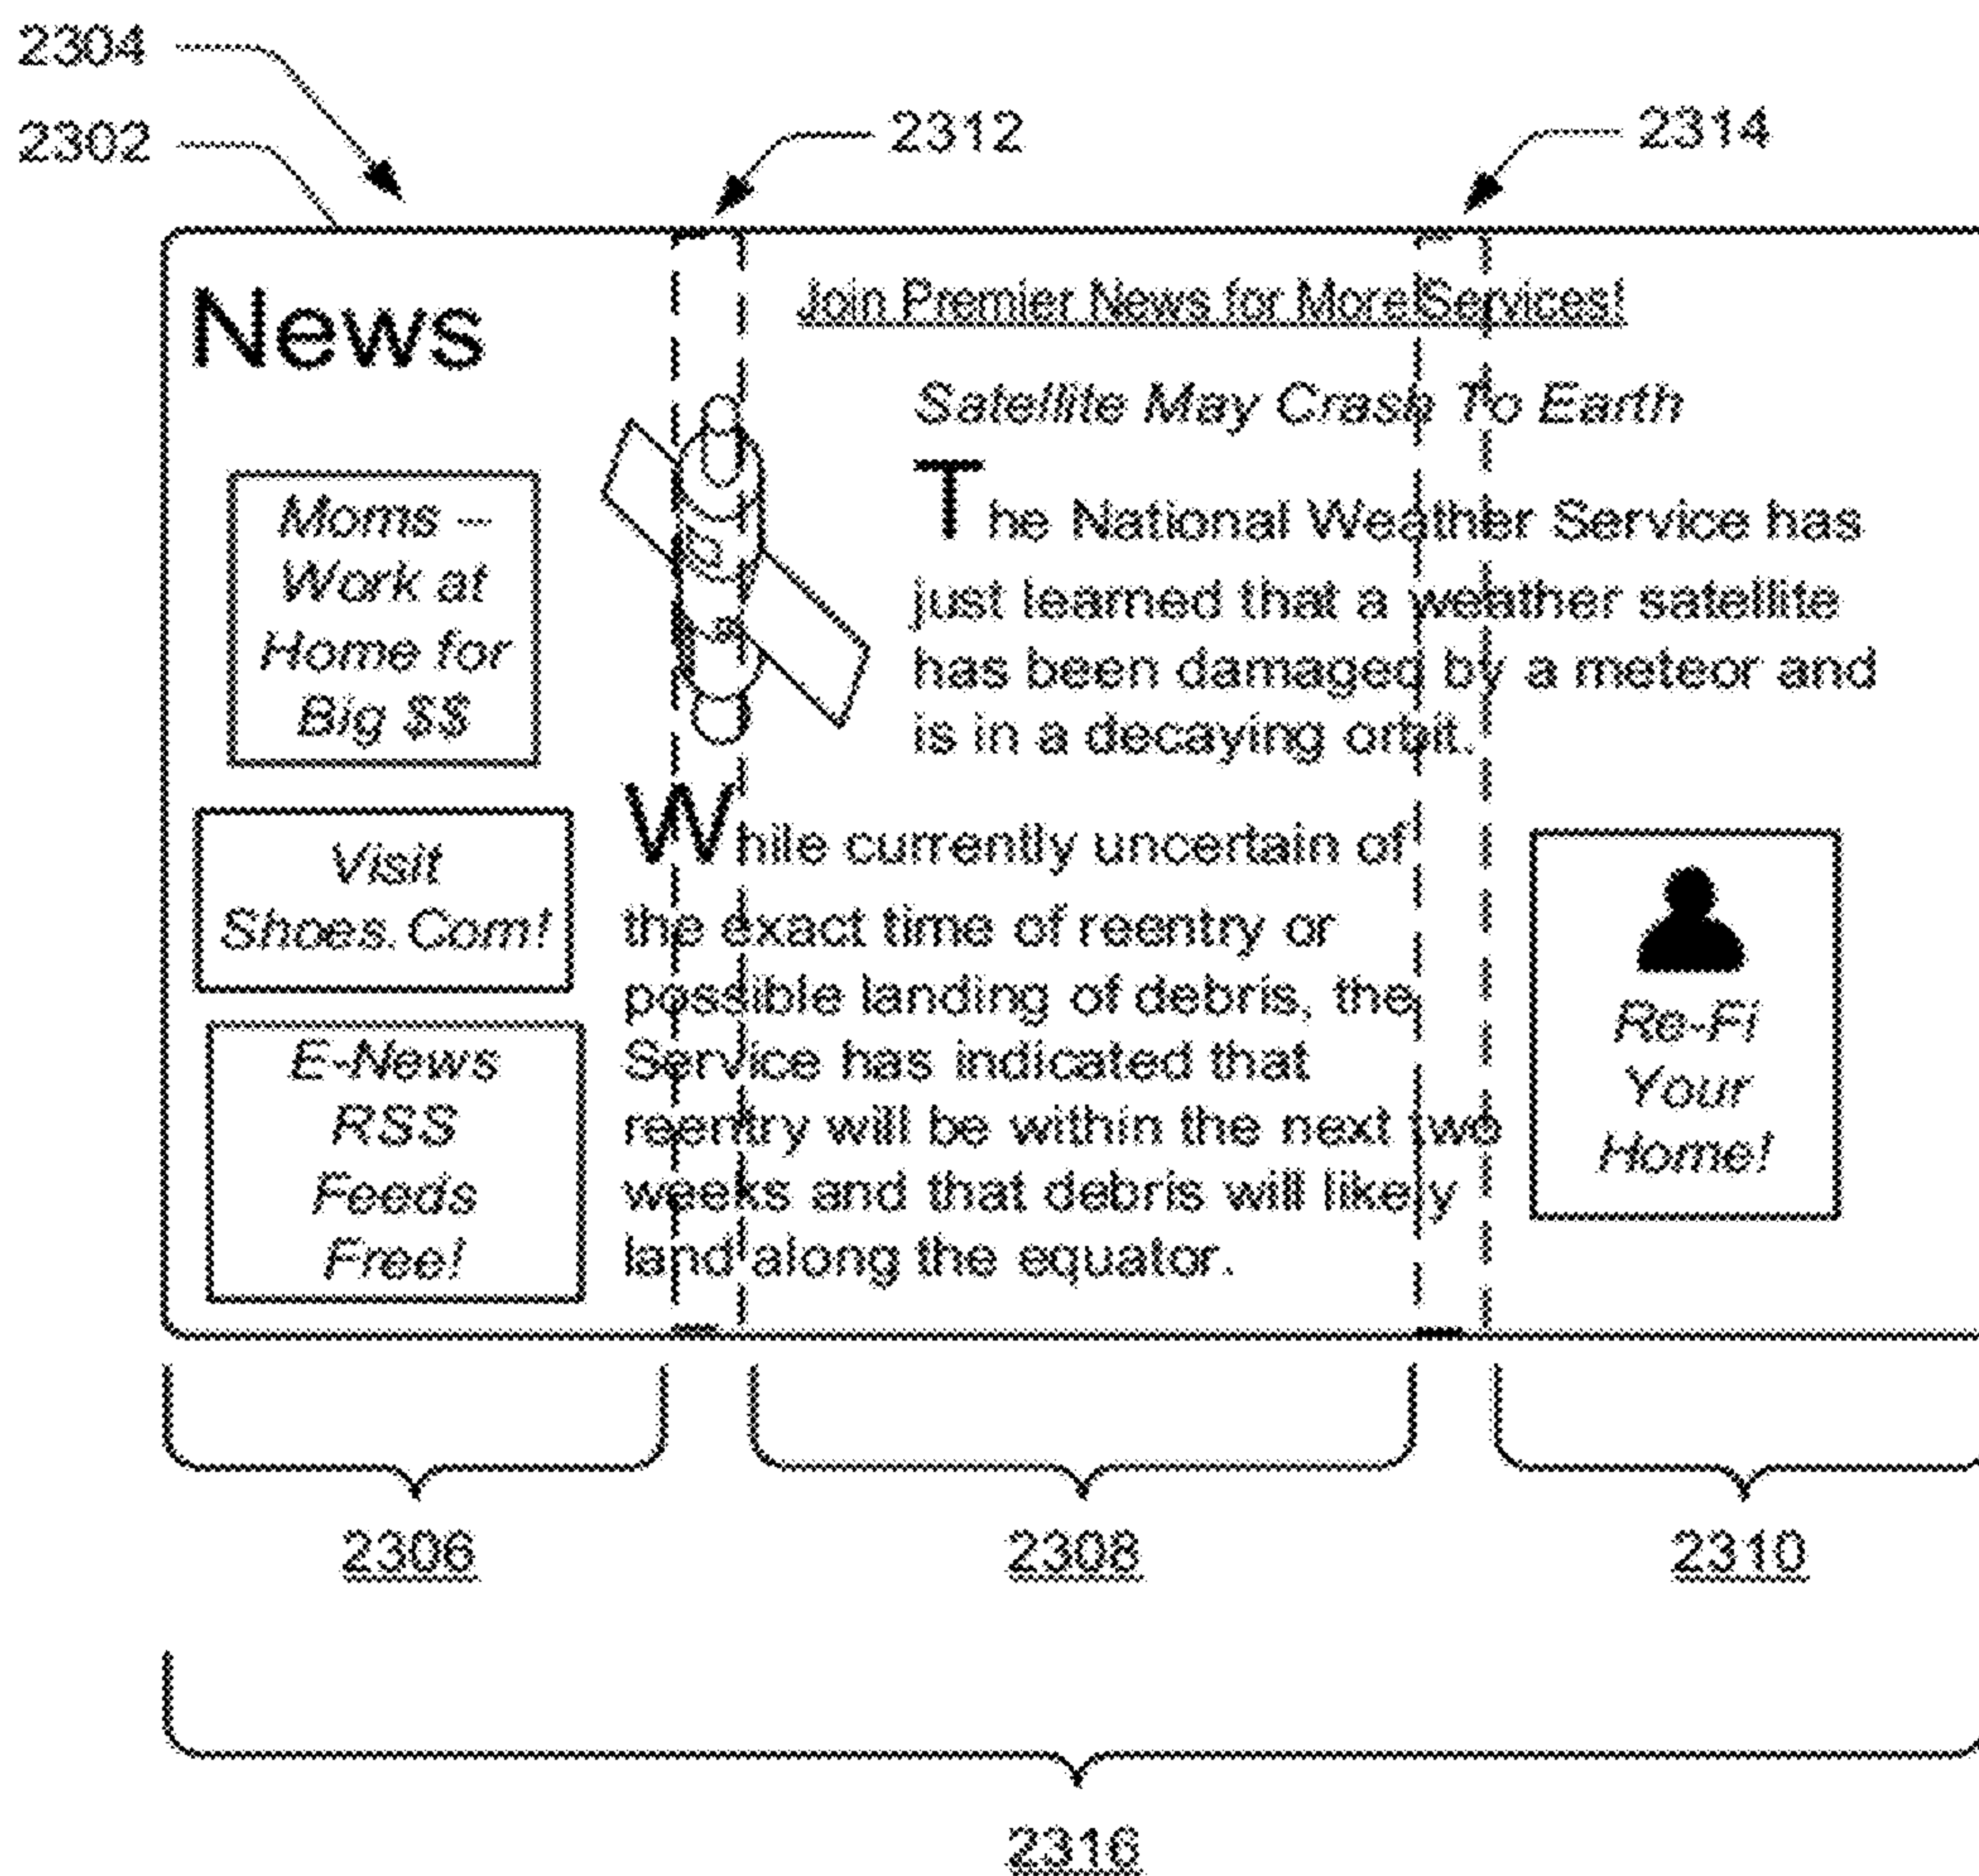 2304
2302
2312
2314
News
Join Premier News for More Services!
Satellite May Crash To Earth
Moms –
Work at
Home for
Big $$
The National Weather Service has
just learned that a weather satellite
has been damaged by a meteor and
is in a decaying orbit.
Visit
Shoes.Com!
E-News
RSS
Feeds
Free!
While currently uncertain of
the exact time of reentry or
possible landing of debris, the
Service has indicated that
reentry will be within the next two
weeks and that debris will likely
land along the equator.
Re-Fi
Your
Home!
2306
2308
2310
2316